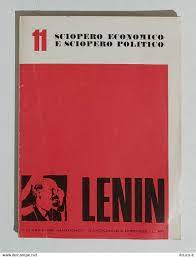 11 SCIOPERO ECONOMICO
E SCIOPERO POLITICO
LENIN